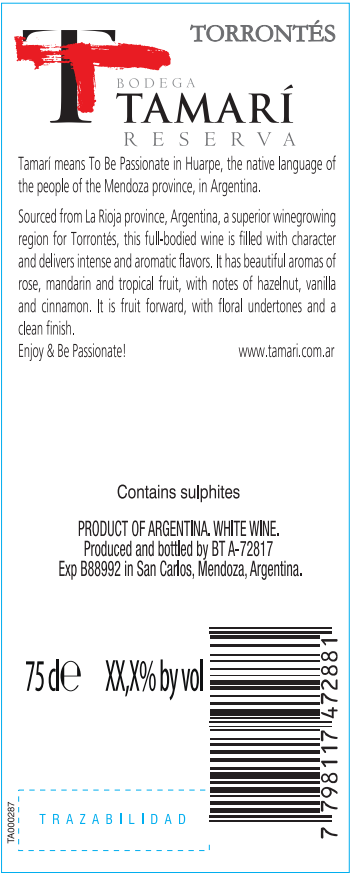 TORRONTÉS
T
BODEGA
TAMARÍ
RESERVA
Tamarí means To Be Passionate in Huarpe, the native language of
the people of the Mendoza province, in Argentina.
Sourced from La Rioja province, Argentina, a superior winegrowing
region for Torrontés, this full-bodied wine is filled with character
and delivers intense and aromatic flavors. It has beautiful aromas of
rose, mandarin and tropical fruit, with notes of hazelnut, vanilla
and cinnamon. It is fruit forward, with floral undertones and a
clean finish.
Enjoy & Be Passionate! www.tamari.com.ar
Contains sulphites
PRODUCT OF ARGENTINA. WHITE WINE.
Produced and bottled by BT A-72817
Exp B88992 in San Carlos, Mendoza, Argentina.
75 d℮ XX,X% by vol
7 798117 472881
TA000287
TRAZABILIDAD